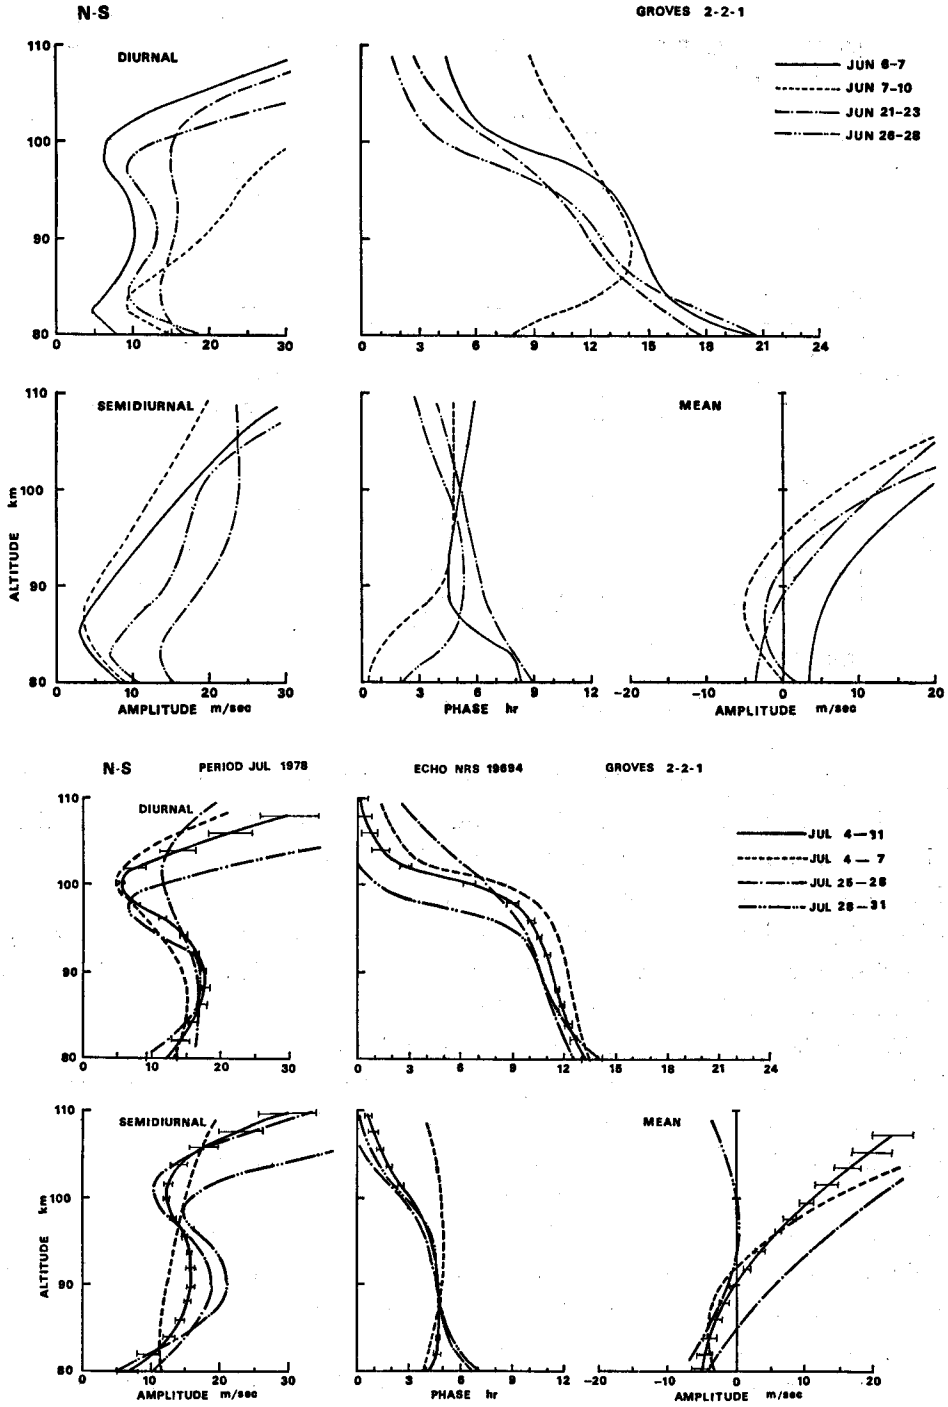 N-S GROVES 2-2-1
DIURNAL
JUN 6-7
JUN 7-10
JUN 21-23
JUN 26-28
110
100
90
80
0 10 20 30
0 3 6 9 12 15 18 21 24
SEMIDIURNAL
MEAN
110
100
90
80
ALTITUDE km
0 10 20 30
0 3 6 9 12
-20 -10 0 10 20
AMPLITUDE m/sec
PHASE hr
AMPLITUDE m/sec
N-S PERIOD JUL 1978 ECHO NRS 19694 GROVES 2-2-1
DIURNAL
JUL 4-31
JUL 4-7
JUL 25-28
JUL 28-31
110
100
90
80
0 10 20 30
0 3 6 9 12 15 18 21 24
SEMIDIURNAL
MEAN
110
100
90
80
ALTITUDE km
0 10 20 30
0 3 6 9 12
-20 -10 0 10 20
AMPLITUDE m/sec
PHASE hr
AMPLITUDE m/sec